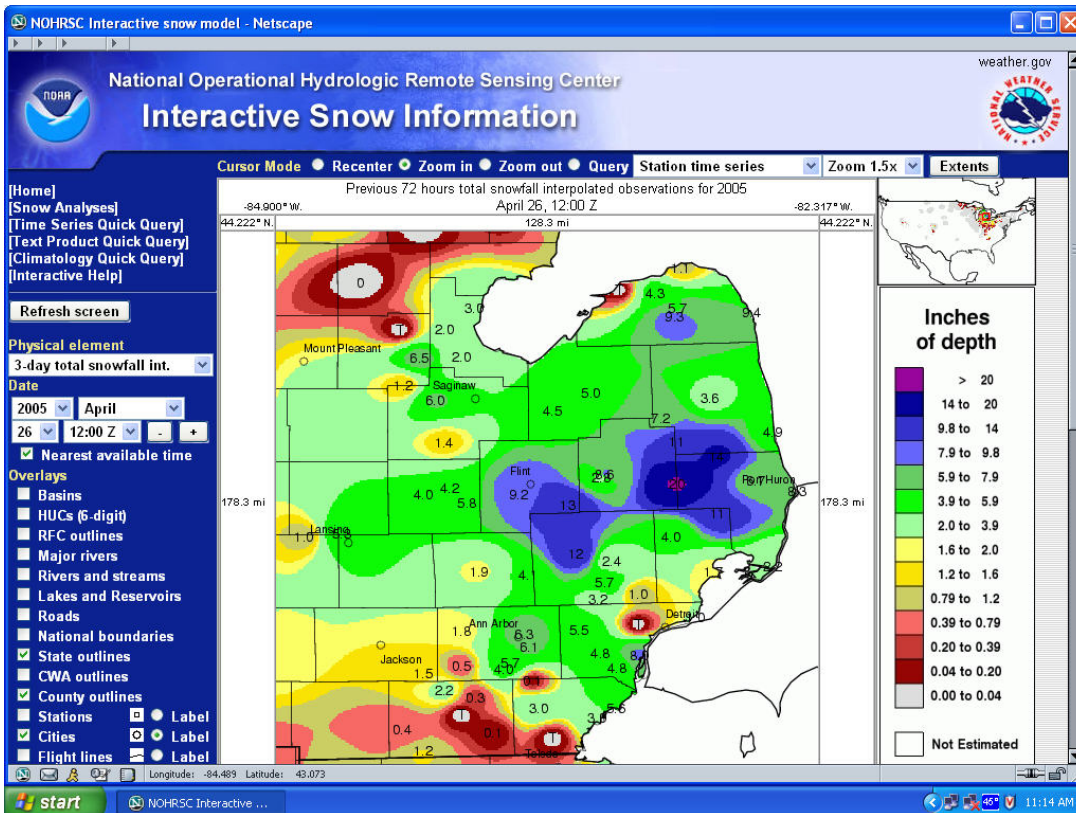 NOHRSC Interactive snow model - Netscape
weather.gov
National Operational Hydrologic Remote Sensing Center
NOAA
Interactive Snow Information
NATIONAL WEATHER SERVICE
Cursor Mode Recenter Zoom in Zoom out Query Station time series Zoom 1.5x Extents
[Home]
[Snow Analyses]
[Time Series Quick Query]
[Text Product Quick Query]
[Climatology Quick Query]
[Interactive Help]
Refresh screen
Physical element
3-day total snowfall int.
Date
2005 April
26 12:00 Z - +
Nearest available time
Overlays
Basins
HUCs (6-digit)
RFC outlines
Major rivers
Rivers and streams
Lakes and Reservoirs
Roads
National boundaries
State outlines
CWA outlines
County outlines
Stations Label
Cities Label
Flight lines Label
Previous 72 hours total snowfall interpolated observations for 2005
-84.900° W. April 26, 12:00 Z -82.317° W.
44.222° N. 128.3 mi 44.222° N.
1.1
0 T 4.3
3.0 5.7
9.3 9.4
T 2.0
Mount Pleasant 6.5 2.0
1.2 Saginaw 5.0 3.6
6.0 4.5
7.2 4.9
1.4 11
14
Flint Port Huron
178.3 mi 4.0 4.2 9.2 20 178.3 mi
5.8 13
11
Lansing
1.0 4.0
12 2.4
1.9 4.1 5.7
3.2 1.0
Detroit
1.8 Ann Arbor 5.5 T
6.3
6.1
Jackson 4.8
0.5 5.7 4.8
1.5 4.0
0.1
2.2 0.3 3.0
T
0.4 0.1 T
1.2 Toledo
Inches
of depth
> 20
14 to 20
9.8 to 14
7.9 to 9.8
5.9 to 7.9
3.9 to 5.9
2.0 to 3.9
1.6 to 2.0
1.2 to 1.6
0.79 to 1.2
0.39 to 0.79
0.20 to 0.39
0.04 to 0.20
0.00 to 0.04
Not Estimated
Longitude: -84.489 Latitude: 43.073
start NOHRSC Interactive ... 45° 11:14 AM